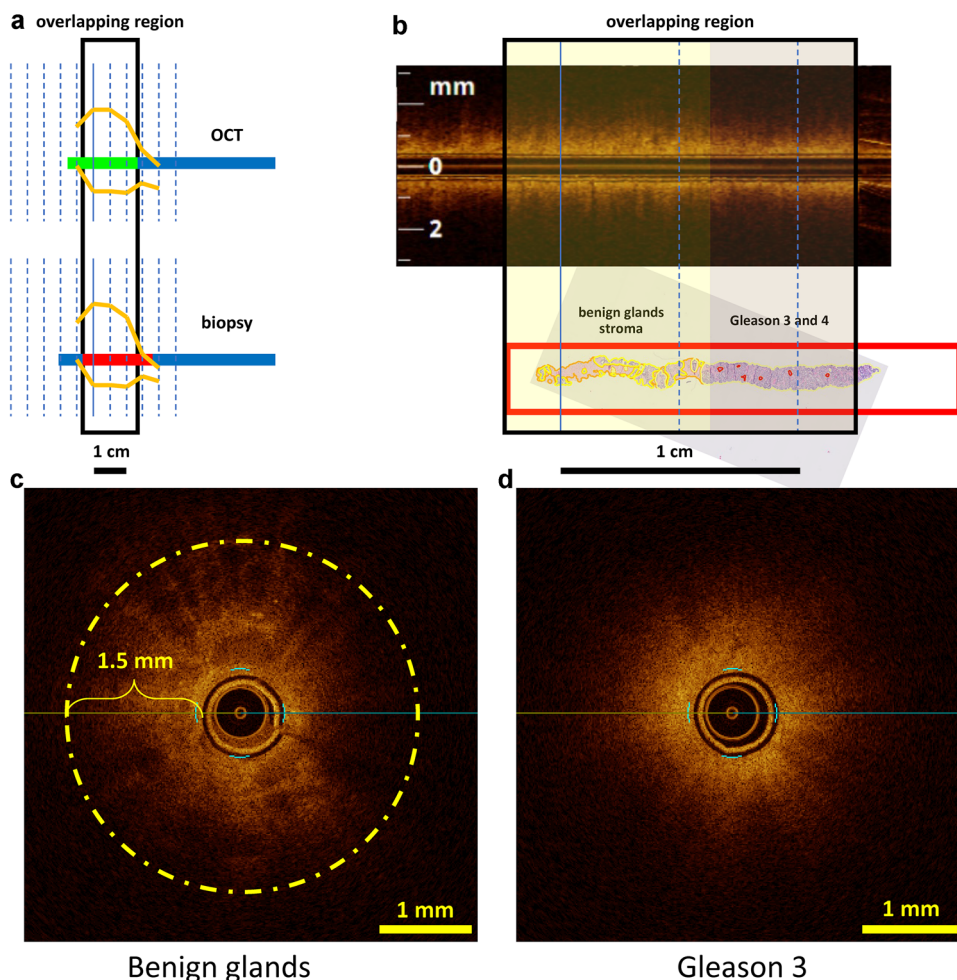 a
overlapping region
OCT
biopsy
1 cm
b
overlapping region
mm
0
2
benign glands
stroma
Gleason 3 and 4
1 cm
c
1.5 mm
1 mm
Benign glands
d
1 mm
Gleason 3